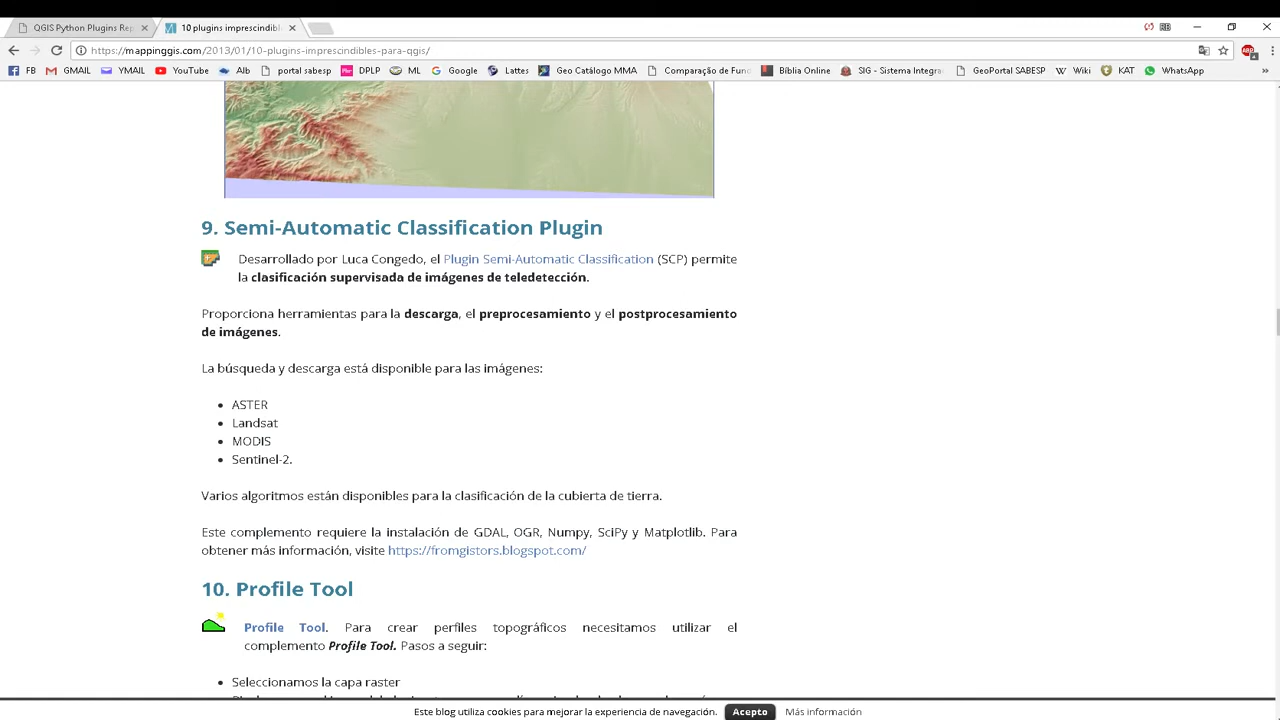 QGIS Python Plugins Rep
10 plugins imprescindibl
https://mappinggis.com/2013/01/10-plugins-imprescindibles-para-qgis/
FB
GMAIL
YMAIL
YouTube
Alb
portal sabesp
DPLP
ML
Google
Lattes
Geo Catálogo MMA
Comparação de Func
Bíblia Online
SIG - Sistema Integra
GeoPortal SABESP
Wiki
KAT
WhatsApp
9. Semi-Automatic Classification Plugin
Desarrollado por Luca Congedo, el Plugin Semi-Automatic Classification (SCP) permite
la clasificación supervisada de imágenes de teledetección.
Proporciona herramientas para la descarga, el preprocesamiento y el postprocesamiento
de imágenes.
La búsqueda y descarga está disponible para las imágenes:
ASTER
Landsat
MODIS
Sentinel-2.
Varios algoritmos están disponibles para la clasificación de la cubierta de tierra.
Este complemento requiere la instalación de GDAL, OGR, Numpy, SciPy y Matplotlib. Para
obtener más información, visite https://fromgistors.blogspot.com/
10. Profile Tool
Profile Tool. Para crear perfiles topográficos necesitamos utilizar el
complemento Profile Tool. Pasos a seguir:
Seleccionamos la capa raster
Este blog utiliza cookies para mejorar la experiencia de navegación. Acepto Más información